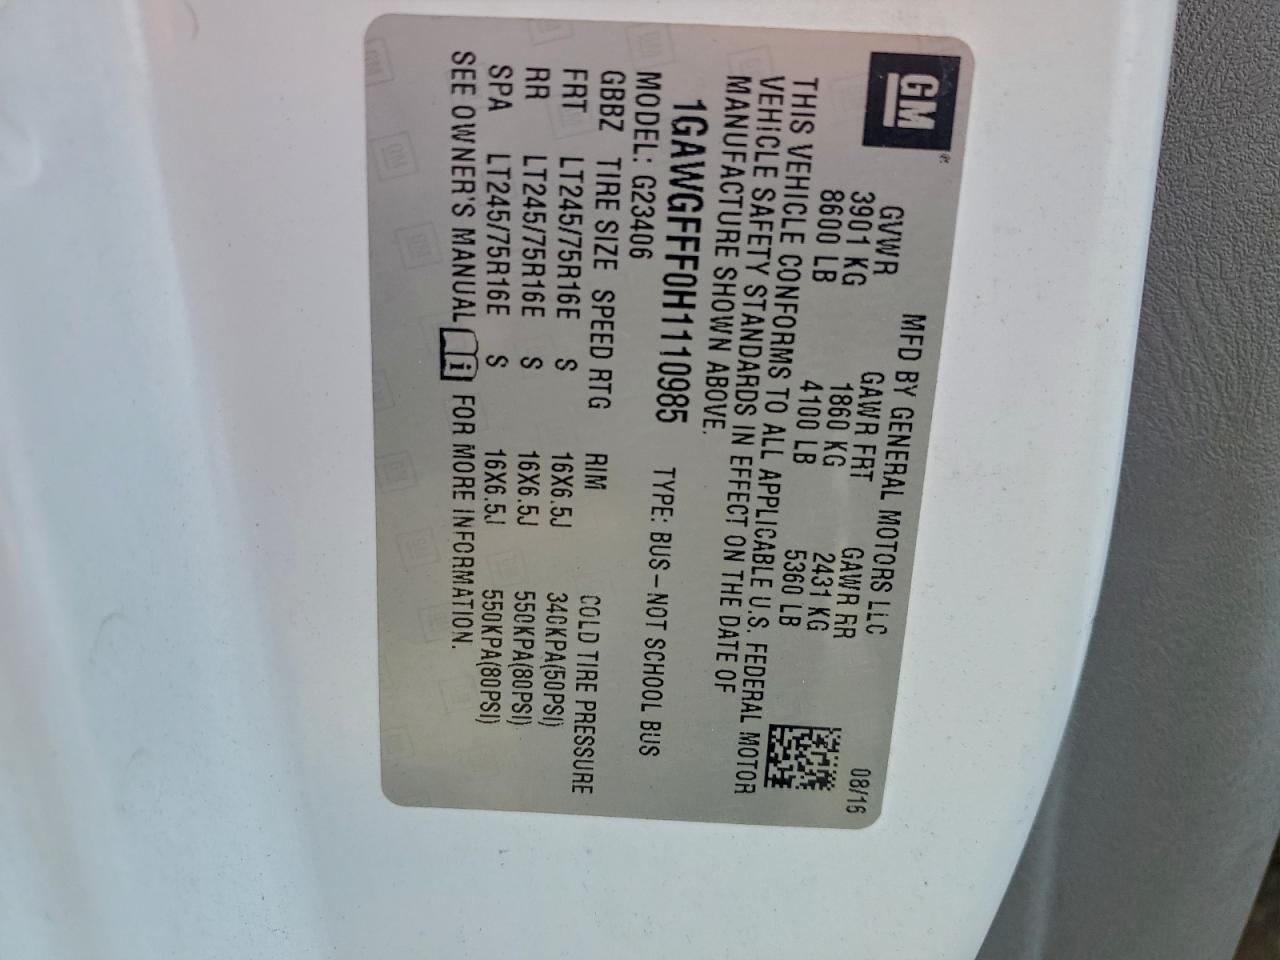 GM
MFD BY GENERAL MOTORS LLC 08/16
GVWR GAWR FRT GAWR RR
3901 KG 1860 KG 2431 KG
8600 LB 4100 LB 5360 LB
THIS VEHICLE CONFORMS TO ALL APPLICABLE U.S. FEDERAL MOTOR
VEHICLE SAFETY STANDARDS IN EFFECT ON THE DATE OF
MANUFACTURE SHOWN ABOVE.
1GAWGFFF0H1110985 TYPE: BUS-NOT SCHOOL BUS
MODEL: G23406
GBBZ TIRE SIZE SPEED RTG RIM COLD TIRE PRESSURE
FRT LT245/75R16E S 16X6.5J 340KPA(50PSI)
RR LT245/75R16E S 16X6.5J 550KPA(80PSI)
SPA LT245/75R16E S 16X6.5J 550KPA(80PSI)
SEE OWNER'S MANUAL i FOR MORE INFORMATION.